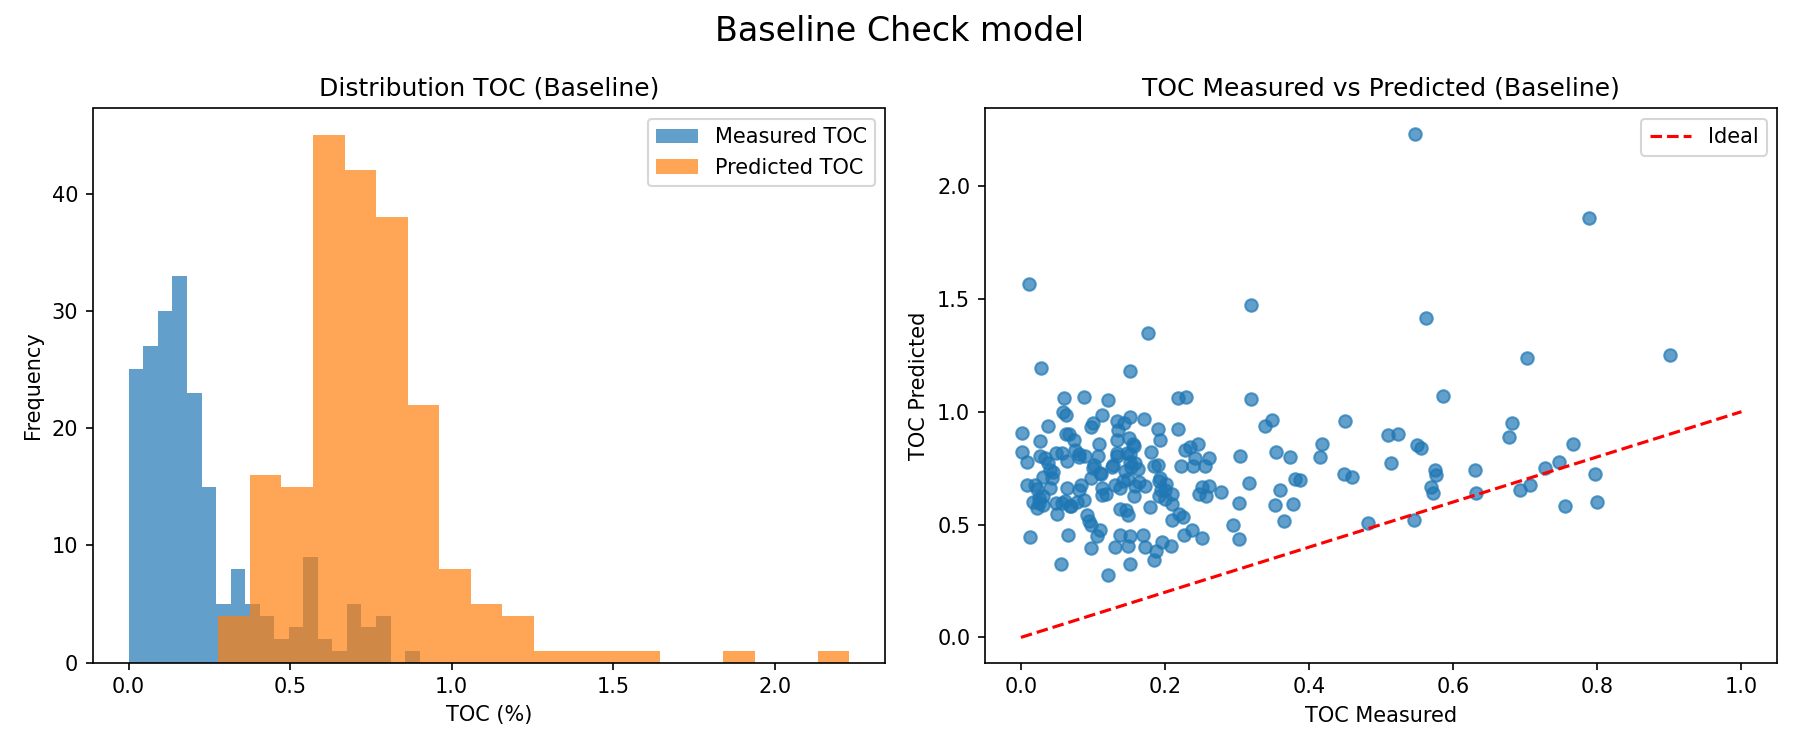 Baseline Check model
Distribution TOC (Baseline)
Measured TOC
Predicted TOC
Frequency
40
30
20
10
0
0.0 0.5 1.0 1.5 2.0
TOC (%)
TOC Measured vs Predicted (Baseline)
Ideal
TOC Predicted
2.0
1.5
1.0
0.5
0.0
0.0 0.2 0.4 0.6 0.8 1.0
TOC Measured